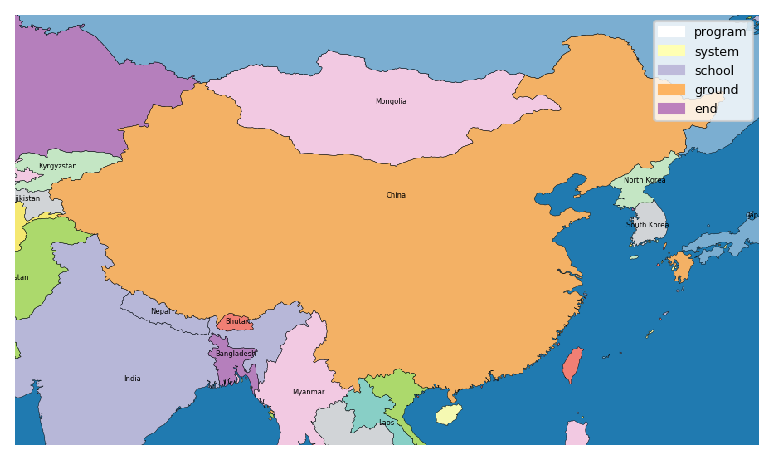 program
system
school
ground
end
Mongolia
Kyrgyzstan
jikistan
China
North Korea
South Korea
stan
Nepal
Bhutan
Bangladesh
India
Myanmar
Laos